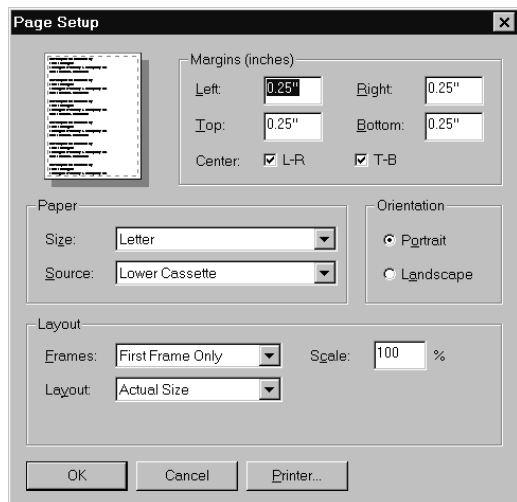 Page Setup
Margins (inches)
Left: 0.25" Right: 0.25"
Top: 0.25" Bottom: 0.25"
Center: L-R T-B
Paper
Size: Letter
Source: Lower Cassette
Orientation
Portrait
Landscape
Layout
Frames: First Frame Only Scale: 100 %
Layout: Actual Size
OK Cancel Printer...